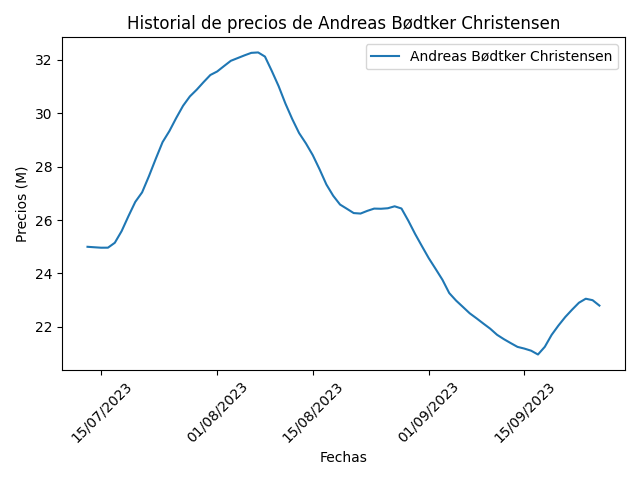 Historial de precios de Andreas Bødtker Christensen
Andreas Bødtker Christensen
Precios (M)
32
30
28
26
24
22
15/07/2023
01/08/2023
15/08/2023
01/09/2023
15/09/2023
Fechas